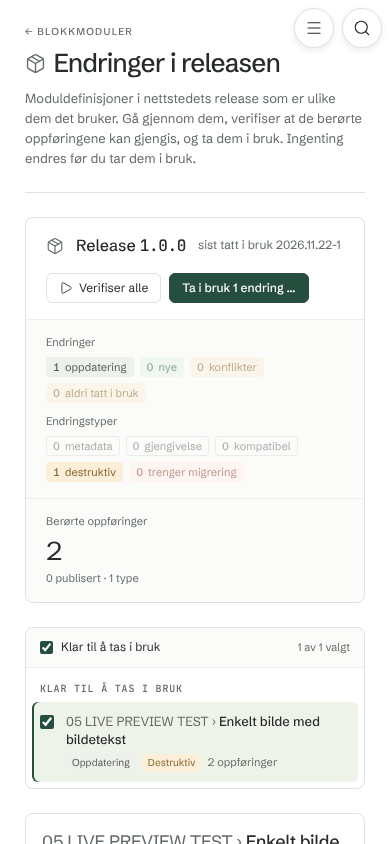 ← BLOKKMODULER
Endringer i releasen
Moduldefinisjoner i nettstedets release som er ulike
dem det bruker. Gå gjennom dem, verifiser at de berørte
oppføringene kan gjengis, og ta dem i bruk. Ingenting
endres før du tar dem i bruk.
Release 1.0.0 sist tatt i bruk 2026.11.22-1
Verifiser alle Ta i bruk 1 endring ...
Endringer
1 oppdatering 0 nye 0 konflikter
0 aldri tatt i bruk
Endringstyper
0 metadata 0 gjengivelse 0 kompatibel
1 destruktiv 0 trenger migrering
Berørte oppføringer
2
0 publisert · 1 type
Klar til å tas i bruk 1 av 1 valgt
KLAR TIL Å TAS I BRUK
05 LIVE PREVIEW TEST › Enkelt bilde med
bildetekst
Oppdatering Destruktiv 2 oppføringer
05 LIVE PREVIEW TEST › Enkelt bilde